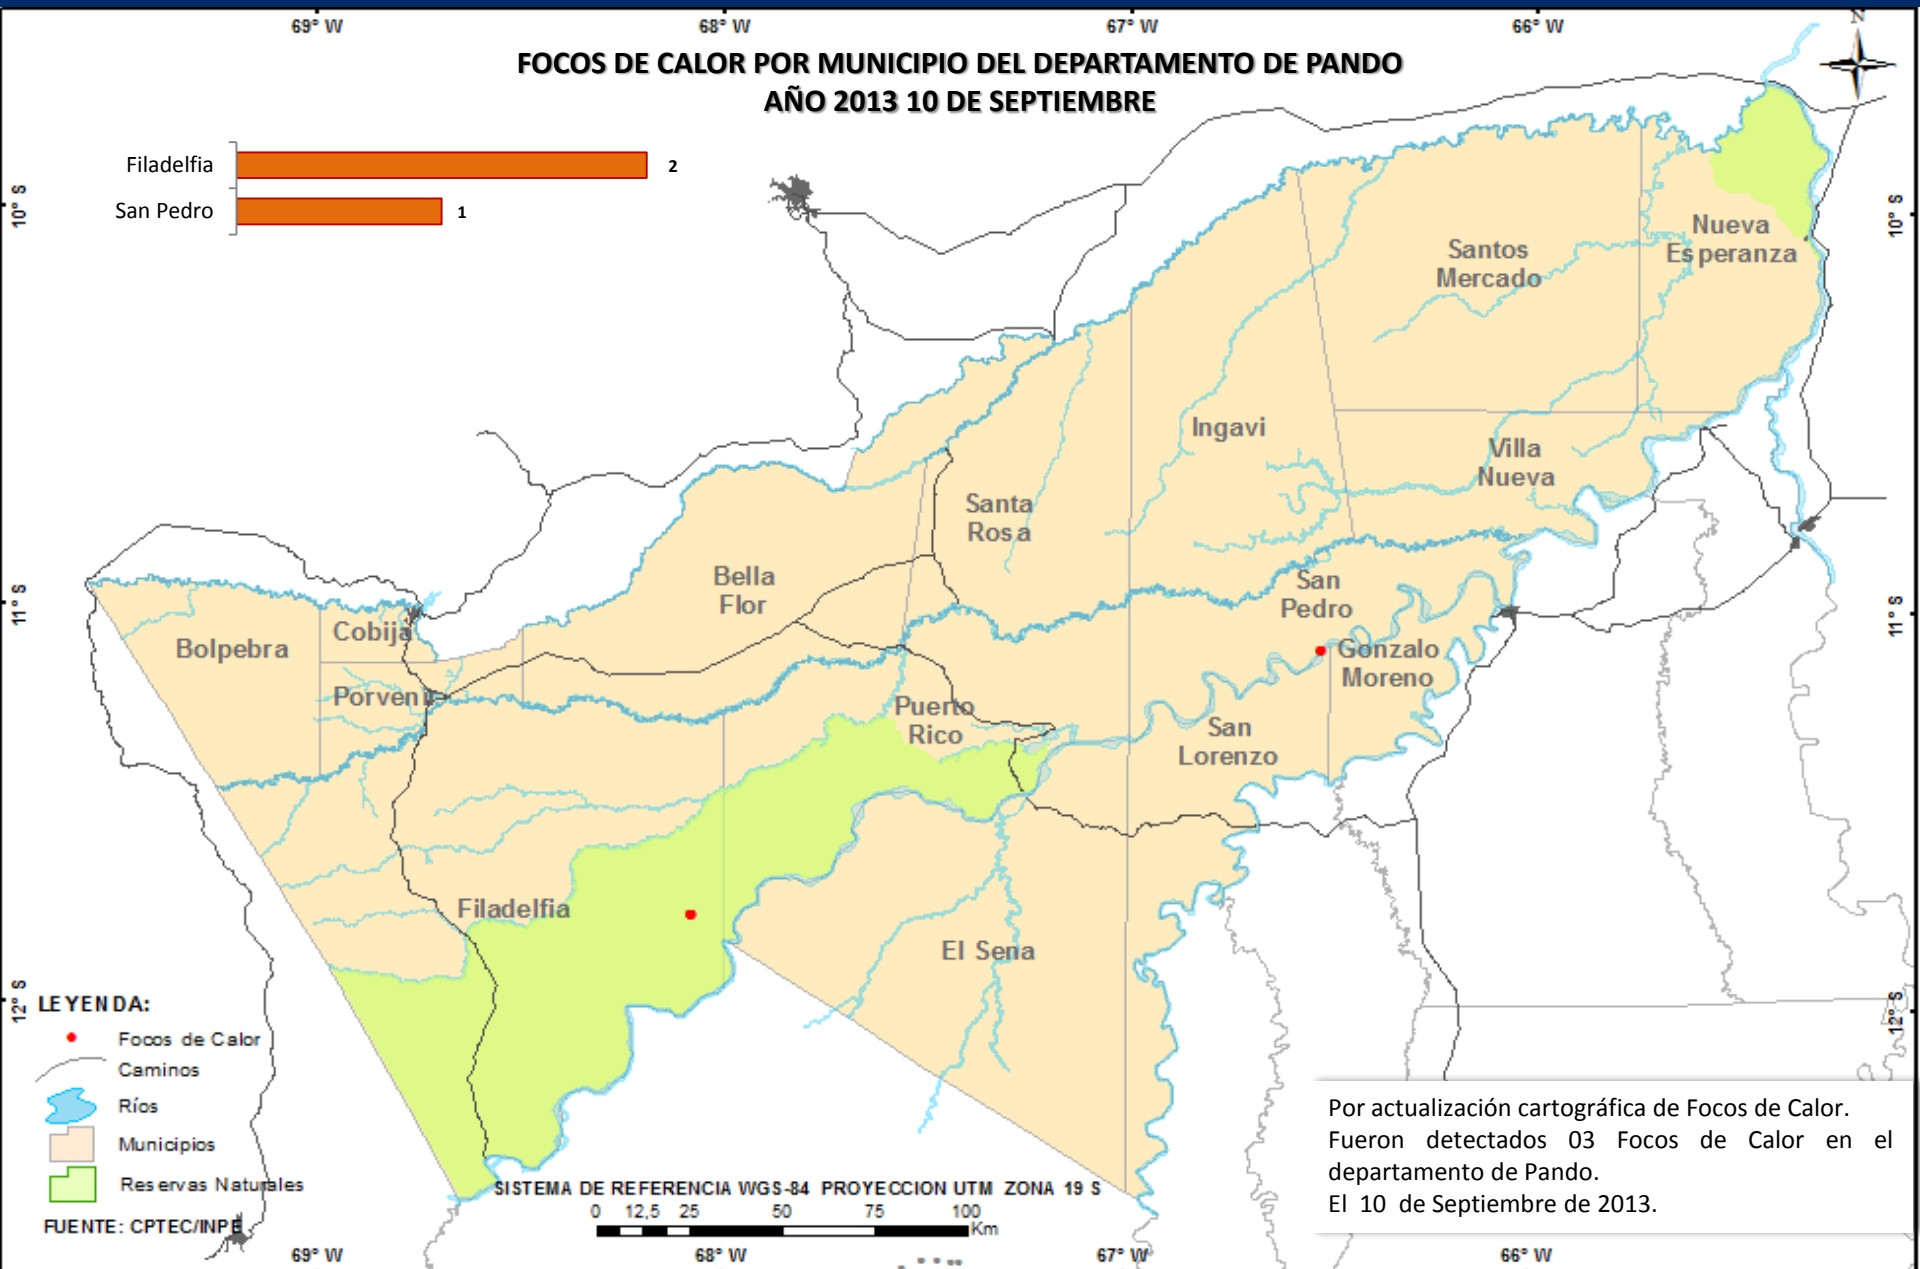 69° W 68° W 67° W 66° W
N
FOCOS DE CALOR POR MUNICIPIO DEL DEPARTAMENTO DE PANDO
AÑO 2013 10 DE SEPTIEMBRE
Filadelfia 2
San Pedro 1
10° S
10° S
Nueva
Esperanza
Santos
Mercado
Ingavi
Villa
Nueva
Santa
Rosa
Bella
Flor
San
Pedro
11° S
11° S
Cobija
Bolpebra
Gonzalo
Moreno
Porvenir
Puerto
Rico
San
Lorenzo
Filadelfia
El Sena
12° S
12° S
LEYENDA:
Focos de Calor
Caminos
Ríos
Municipios
Reservas Naturales
FUENTE: CPTEC/INPE
SISTEMA DE REFERENCIA WGS-84 PROYECCION UTM ZONA 19 S
0 12,5 25 50 75 100
Km
Por actualización cartográfica de Focos de Calor.
Fueron detectados 03 Focos de Calor en el
departamento de Pando.
El 10 de Septiembre de 2013.
69° W 68° W 67° W 66° W